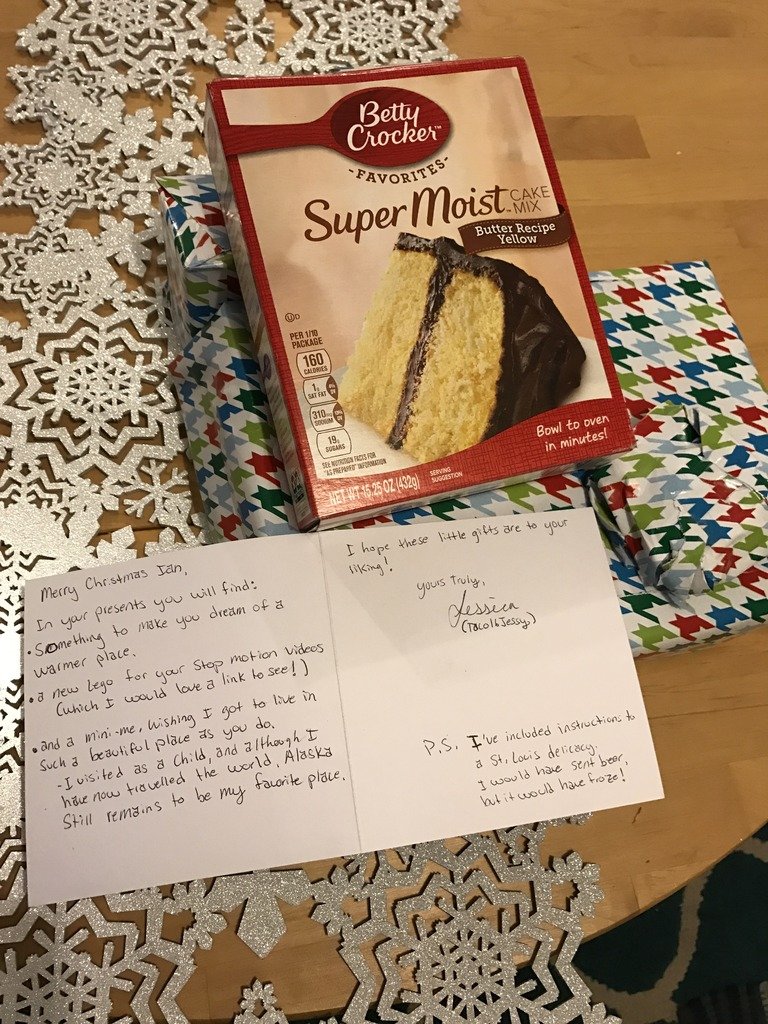 Betty
Crocker™
-FAVORITES-
SuperMoist™ CAKE
MIX
Butter Recipe
Yellow
U D
PER 1/10
PACKAGE
160
CALORIES
1g
SAT FAT
310mg
SODIUM
19g
SUGARS
SEE NUTRITION FACTS FOR
"AS PREPARED" INFORMATION
Bowl to oven
in minutes!
NET WT 15.25 OZ (432g)
SERVING
SUGGESTION
Merry Christmas Ian,
In your presents you will find:
• Something to make you dream of a
warmer place.
• a new Lego for your stop motion videos
(which I would love a link to see!)
• and a mini-me, wishing I got to live in
such a beautiful place as you do.
- I visited as a child, and although I
have now travelled the world, Alaska
still remains to be my favorite place.
I hope these little gifts are to your
liking!
yours truly,
Jessica
(Taco16Jessy)
P.S. I've included instructions to
a St. Louis delicacy.
I would have sent beer,
but it would have froze!